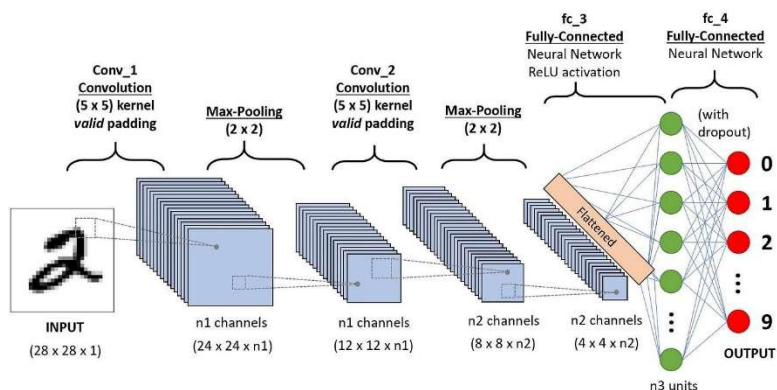 fc_3
Fully-Connected
Neural Network
ReLU activation
fc_4
Fully-Connected
Neural Network
Conv_1
Convolution
(5 x 5) kernel
valid padding
Max-Pooling
(2 x 2)
Conv_2
Convolution
(5 x 5) kernel
valid padding
Max-Pooling
(2 x 2)
(with
dropout)
Flattened
0
1
2
9
2
INPUT
(28 x 28 x 1)
n1 channels
(24 x 24 x n1)
n1 channels
(12 x 12 x n1)
n2 channels
(8 x 8 x n2)
n2 channels
(4 x 4 x n2)
OUTPUT
n3 units